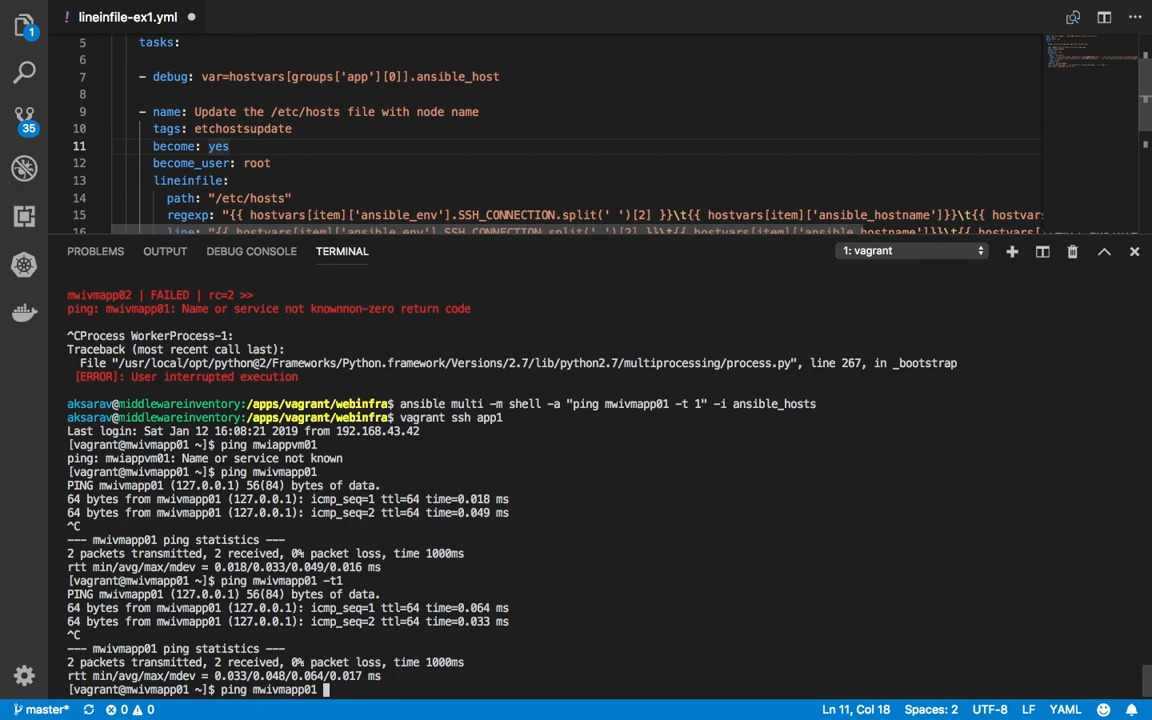 ! lineinfile-ex1.yml
1
5 tasks:
6
7 - debug: var=hostvars[groups['app'][0]].ansible_host
8
9 - name: Update the /etc/hosts file with node name
10 tags: etchostsupdate
11 become: yes
12 become_user: root
13 lineinfile:
14 path: "/etc/hosts"
15 regexp: "{{ hostvars[item]['ansible_env'].SSH_CONNECTION.split(' ')[2] }}\t{{ hostvars[item]['ansible_hostname']}}\t{{ hostvars
16 line: "{{ hostvars[item]['ansible_env'].SSH_CONNECTION.split(' ')[2] }}\t{{ hostvars[item]['ansible_hostname']}}\t{{ hostvars[
35
PROBLEMS OUTPUT DEBUG CONSOLE TERMINAL 1: vagrant
mwivmapp02 | FAILED | rc=2 >>
ping: mwivmapp01: Name or service not knownnon-zero return code
^CProcess WorkerProcess-1:
Traceback (most recent call last):
File "/usr/local/opt/python@2/Frameworks/Python.framework/Versions/2.7/lib/python2.7/multiprocessing/process.py", line 267, in _bootstrap
[ERROR]: User interrupted execution
aksarav@middlewareinventory:/apps/vagrant/webinfra$ ansible multi -m shell -a "ping mwivmapp01 -t 1" -i ansible_hosts
aksarav@middlewareinventory:/apps/vagrant/webinfra$ vagrant ssh app1
Last login: Sat Jan 12 16:08:21 2019 from 192.168.43.42
[vagrant@mwivmapp01 ~]$ ping mwiappvm01
ping: mwiappvm01: Name or service not known
[vagrant@mwivmapp01 ~]$ ping mwivmapp01
PING mwivmapp01 (127.0.0.1) 56(84) bytes of data.
64 bytes from mwivmapp01 (127.0.0.1): icmp_seq=1 ttl=64 time=0.018 ms
64 bytes from mwivmapp01 (127.0.0.1): icmp_seq=2 ttl=64 time=0.049 ms
^C
--- mwivmapp01 ping statistics ---
2 packets transmitted, 2 received, 0% packet loss, time 1000ms
rtt min/avg/max/mdev = 0.018/0.033/0.049/0.016 ms
[vagrant@mwivmapp01 ~]$ ping mwivmapp01 -t1
PING mwivmapp01 (127.0.0.1) 56(84) bytes of data.
64 bytes from mwivmapp01 (127.0.0.1): icmp_seq=1 ttl=64 time=0.064 ms
64 bytes from mwivmapp01 (127.0.0.1): icmp_seq=2 ttl=64 time=0.033 ms
^C
--- mwivmapp01 ping statistics ---
2 packets transmitted, 2 received, 0% packet loss, time 1000ms
rtt min/avg/max/mdev = 0.033/0.048/0.064/0.017 ms
[vagrant@mwivmapp01 ~]$ ping mwivmapp01
master* 0 0 Ln 11, Col 18 Spaces: 2 UTF-8 LF YAML